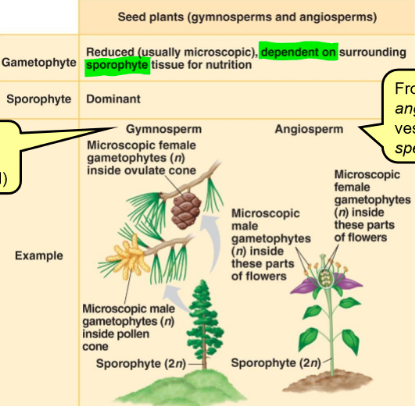 Seed plants (gymnosperms and angiosperms)
Gametophyte
Reduced (usually microscopic), dependent on surrounding
sporophyte tissue for nutrition
Sporophyte
Dominant
Fro
an
ves
spe
)
Gymnosperm
Microscopic female
gametophytes (n)
inside ovulate cone
Angiosperm
Microscopic
female
gametophytes
(n) inside
these parts
of flowers
Microscopic
male
gametophytes
(n) inside
these parts
of flowers
Example
Microscopic male
gametophytes (n)
inside pollen
cone
Sporophyte (2n)
Sporophyte (2n)